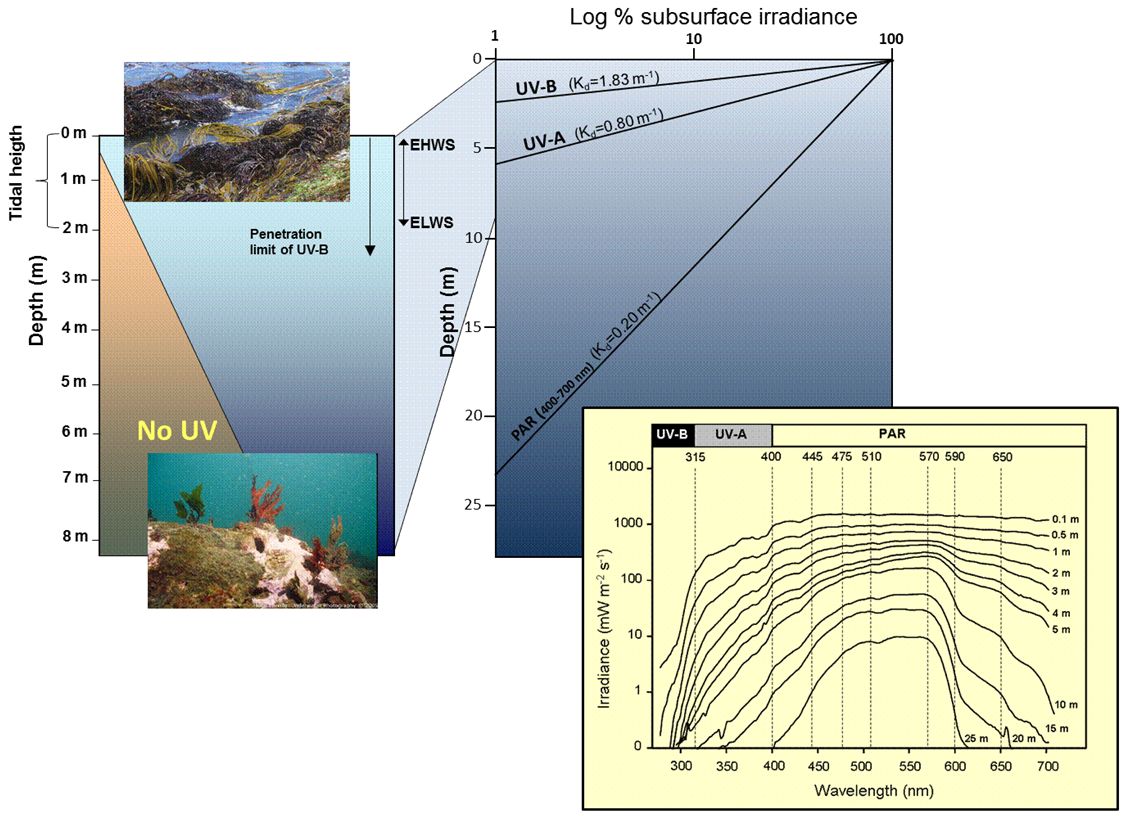 Log % subsurface irradiance
1 10 100
0
5
10
15
20
25
Depth (m)
UV-B (Kd=1.83 m-1)
UV-A (Kd=0.80 m-1)
PAR (400-700 nm) (Kd=0.20 m-1)
Tidal heigth
Depth (m)
0 m
1 m
2 m
3 m
4 m
5 m
6 m
7 m
8 m
EHWS
ELWS
Penetration
limit of UV-B
No UV
UV-B UV-A PAR
315 400 445 475 510 570 590 650
Irradiance (mW m-2 s-1)
10000
1000
100
10
1
0
0.1 m
0.5 m
1 m
2 m
3 m
4 m
5 m
10 m
15 m
20 m
25 m
300 350 400 450 500 550 600 650 700
Wavelength (nm)